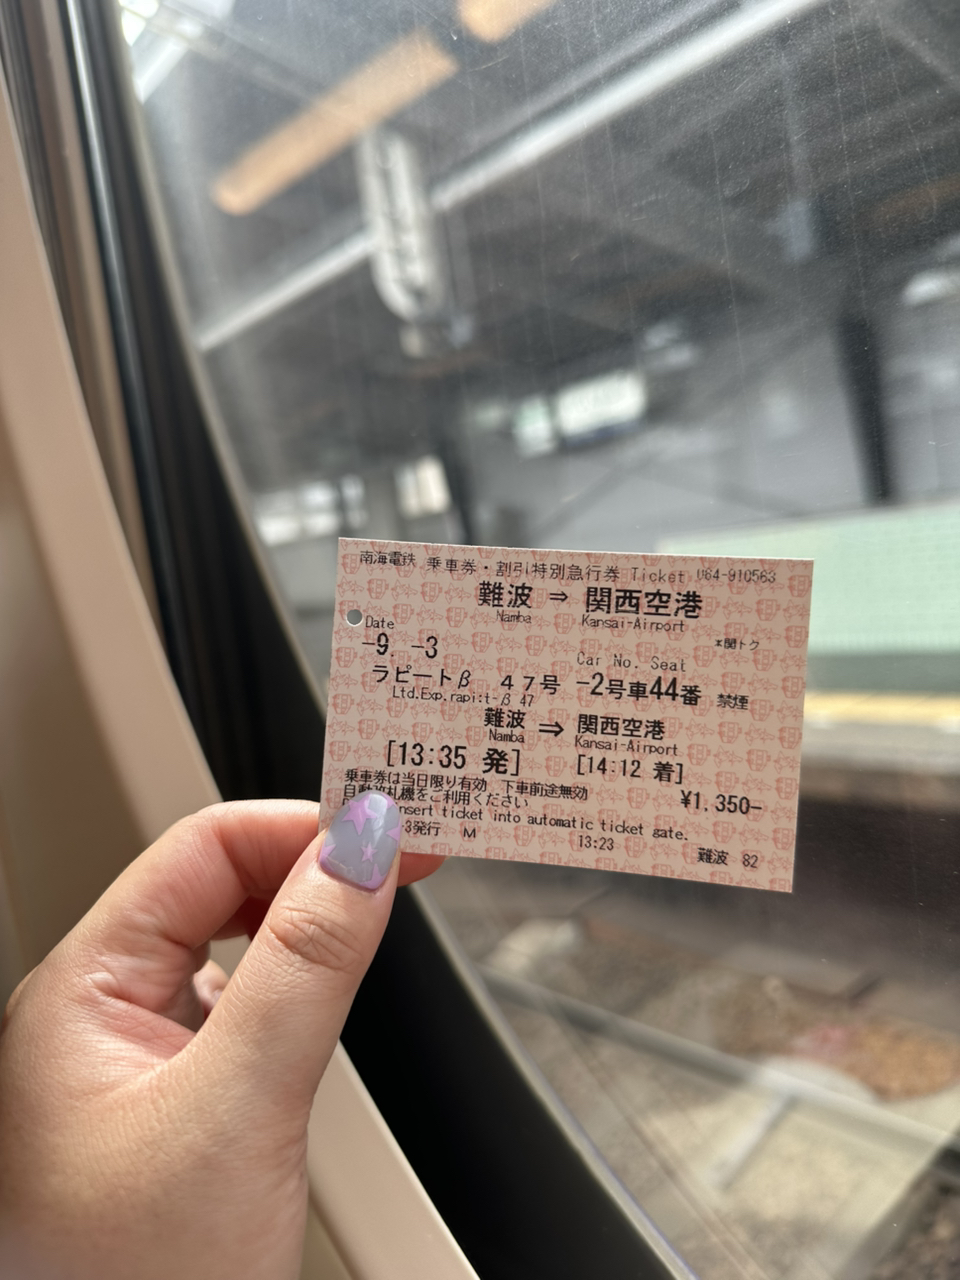 南海電鉄 乗車券・割引特別急行券 Ticket U64-910563
難波 ⇒ 関西空港
Namba Kansai-Airport
Date ｴ関トク
-9. -3 Car No. Seat
ラピートβ 47号 -2号車44番 禁煙
Ltd.Exp.rapi:t-β 47
難波 ⇒ 関西空港
Namba Kansai-Airport
[13:35 発] [14:12 着]
乗車券は当日限り有効 下車前途無効 ¥1,350-
自動改札機をご利用ください
nsert ticket into automatic ticket gate.
3発行 M 13:23 難波 82